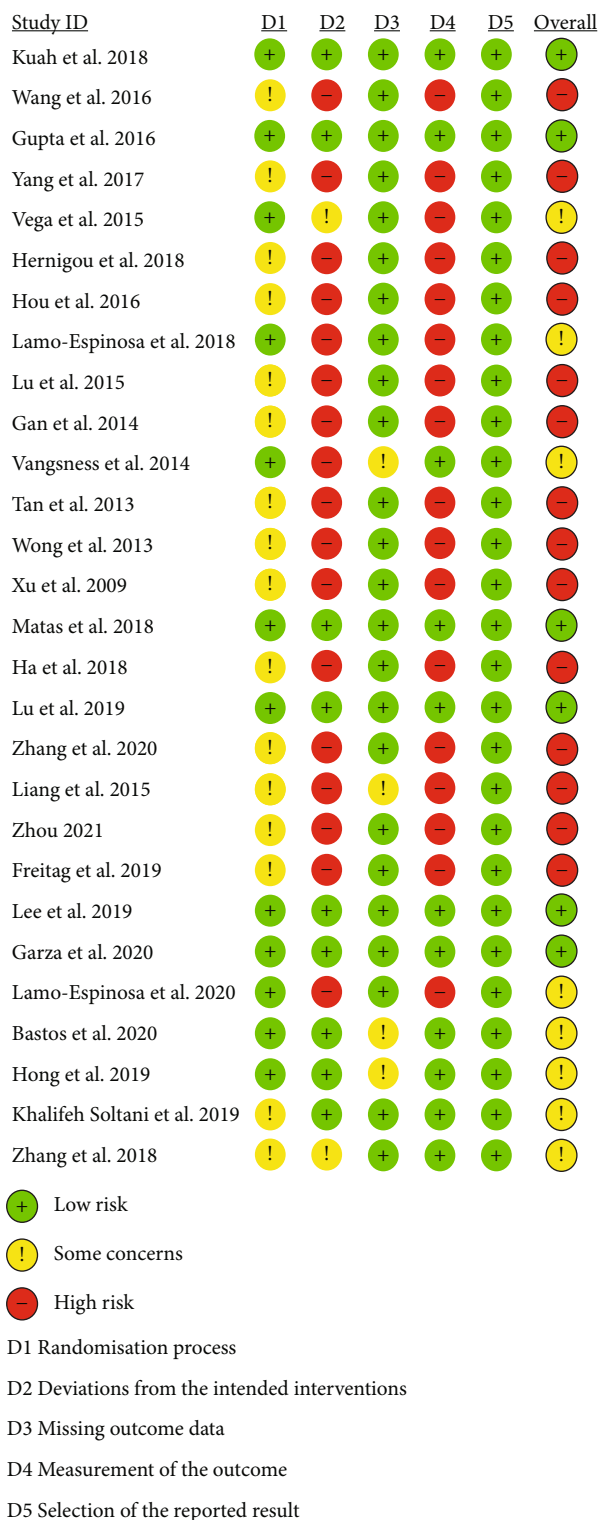 Study ID D1 D2 D3 D4 D5 Overall
Kuah et al. 2018 + + + + + +
Wang et al. 2016 ! − + − + −
Gupta et al. 2016 + + + + + +
Yang et al. 2017 ! − + − + −
Vega et al. 2015 + ! + − + !
Hernigou et al. 2018 ! − + − + −
Hou et al. 2016 ! − + − + −
Lamo-Espinosa et al. 2018 + − + − + !
Lu et al. 2015 ! − + − + −
Gan et al. 2014 ! − + − + −
Vangsness et al. 2014 + − ! + + !
Tan et al. 2013 ! − + − + −
Wong et al. 2013 ! − + − + −
Xu et al. 2009 ! − + − + −
Matas et al. 2018 + + + + + +
Ha et al. 2018 ! − + − + −
Lu et al. 2019 + + + + + +
Zhang et al. 2020 ! − + − + −
Liang et al. 2015 ! − ! − + −
Zhou 2021 ! − + − + −
Freitag et al. 2019 ! − + − + −
Lee et al. 2019 + + + + + +
Garza et al. 2020 + + + + + +
Lamo-Espinosa et al. 2020 + − + − + !
Bastos et al. 2020 + + ! + + !
Hong et al. 2019 + + ! + + !
Khalifeh Soltani et al. 2019 ! + + + + !
Zhang et al. 2018 ! ! + + + !
+ Low risk
! Some concerns
− High risk
D1 Randomisation process
D2 Deviations from the intended interventions
D3 Missing outcome data
D4 Measurement of the outcome
D5 Selection of the reported result